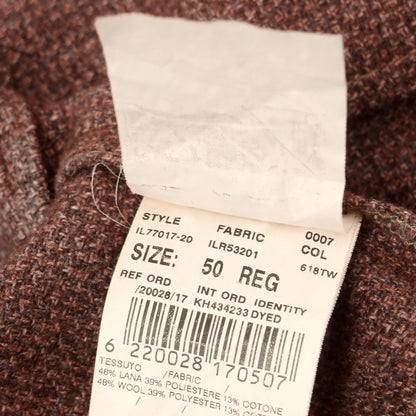 STYLE FABRIC 0007
IL77017-20 ILR53201 COL
SIZE: 50 REG 618TW
REF ORD INT ORD IDENTITY
/20028/17 KH434233 DYED
6 220028 170507
TESSUTO /FABRIC /
48% LANA 39% POLIESTERE 13% COTONE
48% WOOL 39% POLYESTER 13% COTTON